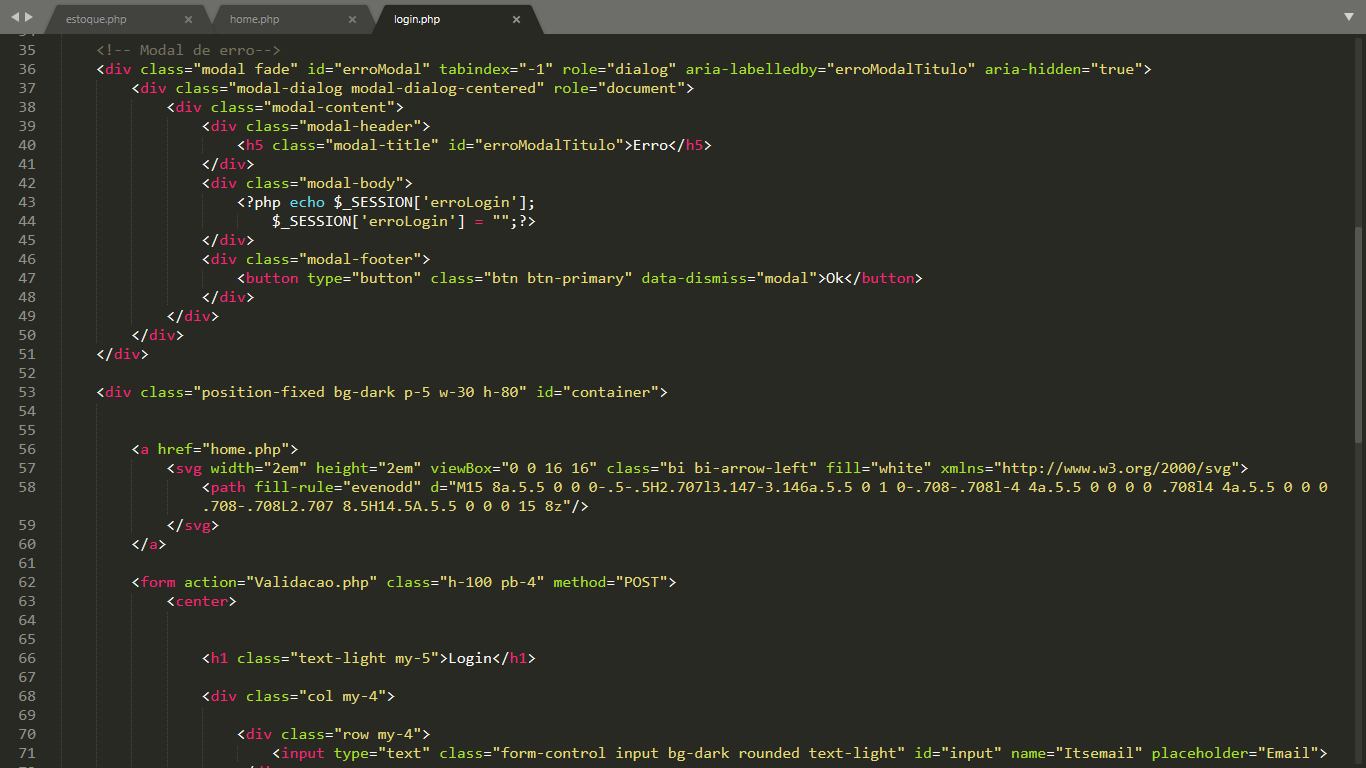 estoque.php × home.php × login.php ×
35 <!-- Modal de erro-->
36 <div class="modal fade" id="erroModal" tabindex="-1" role="dialog" aria-labelledby="erroModalTitulo" aria-hidden="true">
37 <div class="modal-dialog modal-dialog-centered" role="document">
38 <div class="modal-content">
39 <div class="modal-header">
40 <h5 class="modal-title" id="erroModalTitulo">Erro</h5>
41 </div>
42 <div class="modal-body">
43 <?php echo $_SESSION['erroLogin'];
44 $_SESSION['erroLogin'] = "";?>
45 </div>
46 <div class="modal-footer">
47 <button type="button" class="btn btn-primary" data-dismiss="modal">Ok</button>
48 </div>
49 </div>
50 </div>
51 </div>
52
53 <div class="position-fixed bg-dark p-5 w-30 h-80" id="container">
54
55
56 <a href="home.php">
57 <svg width="2em" height="2em" viewBox="0 0 16 16" class="bi bi-arrow-left" fill="white" xmlns="http://www.w3.org/2000/svg">
58 <path fill-rule="evenodd" d="M15 8a.5.5 0 0 0-.5-.5H2.707l3.147-3.146a.5.5 0 1 0-.708-.708l-4 4a.5.5 0 0 0 0 .708l4 4a.5.5 0 0 0
.708-.708L2.707 8.5H14.5A.5.5 0 0 0 15 8z"/>
59 </svg>
60 </a>
61
62 <form action="Validacao.php" class="h-100 pb-4" method="POST">
63 <center>
64
65
66 <h1 class="text-light my-5">Login</h1>
67
68 <div class="col my-4">
69
70 <div class="row my-4">
71 <input type="text" class="form-control input bg-dark rounded text-light" id="input" name="Itsemail" placeholder="Email">